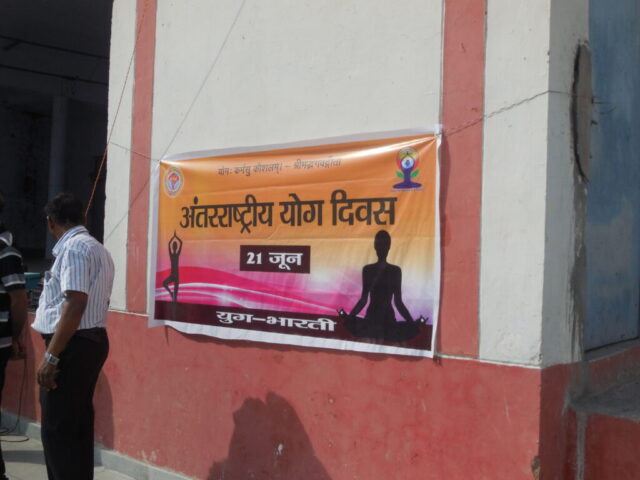 योगः कर्मसु कौशलम्। - श्रीमद्भगवद्गीता
अंतरराष्ट्रीय योग दिवस
21 जून
युग-भारती